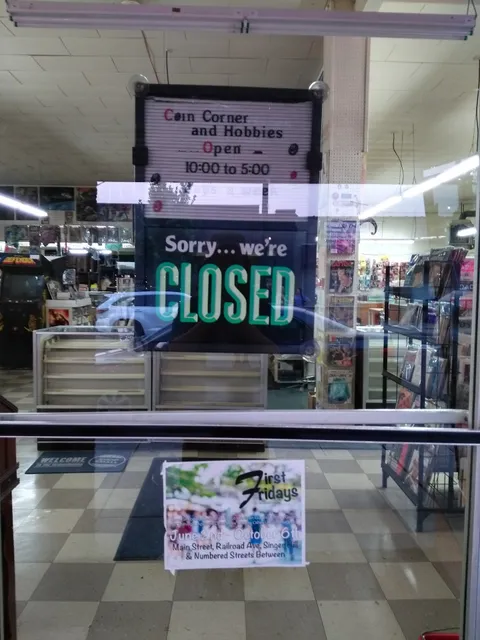 Coin Corner
and Hobbies
Open
10:00 to 5:00
Sorry... we're
CLOSED
WELCOME
First
Fridays
Main Street, Railroad Ave, Singer
& Numbered Streets Between